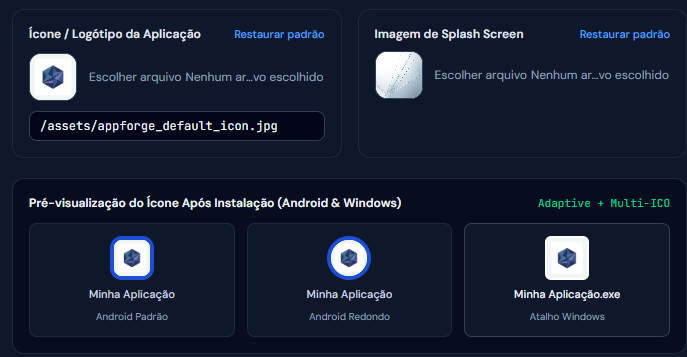 Ícone / Logótipo da Aplicação
Restaurar padrão
Escolher arquivo Nenhum ar...vo escolhido
/assets/appforge_default_icon.jpg
Imagem de Splash Screen
Restaurar padrão
Escolher arquivo Nenhum ar...vo escolhido
Pré-visualização do Ícone Após Instalação (Android & Windows)
Adaptive + Multi-ICO
Minha Aplicação
Android Padrão
Minha Aplicação
Android Redondo
Minha Aplicação.exe
Atalho Windows